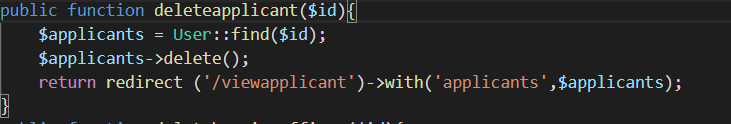 public function deleteapplicant($id){
    $applicants = User::find($id);
    $applicants->delete();
    return redirect ('/viewapplicant')->with('applicants',$applicants);
}